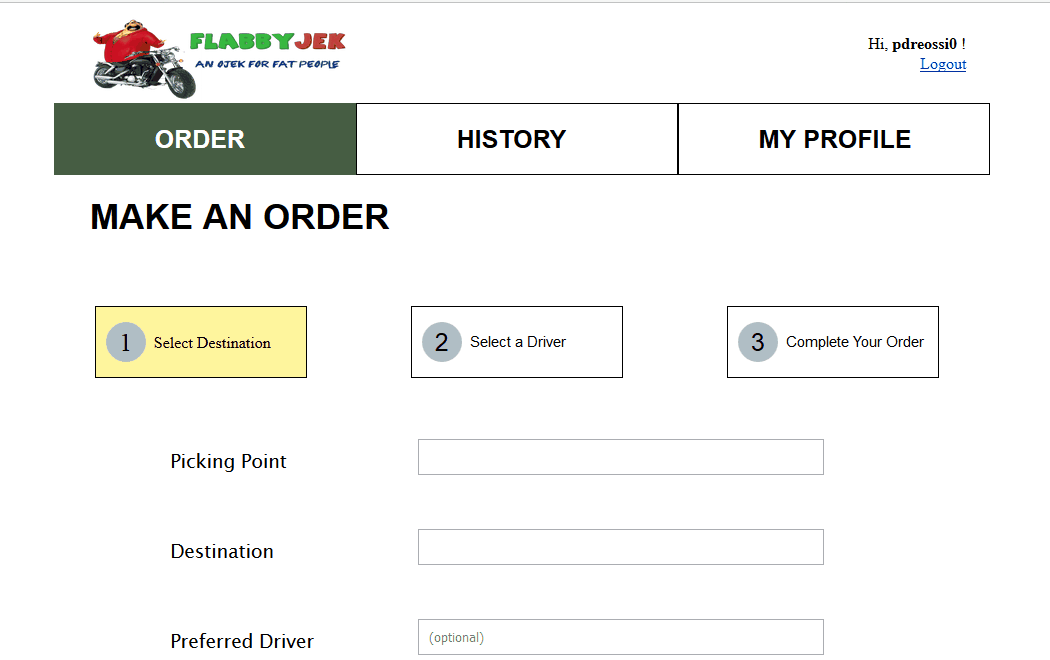 FLABBYJEK
AN OJEK FOR FAT PEOPLE
Hi, pdreossi0 !
Logout
ORDER
HISTORY
MY PROFILE
MAKE AN ORDER
1 Select Destination
2 Select a Driver
3 Complete Your Order
Picking Point
Destination
Preferred Driver
(optional)